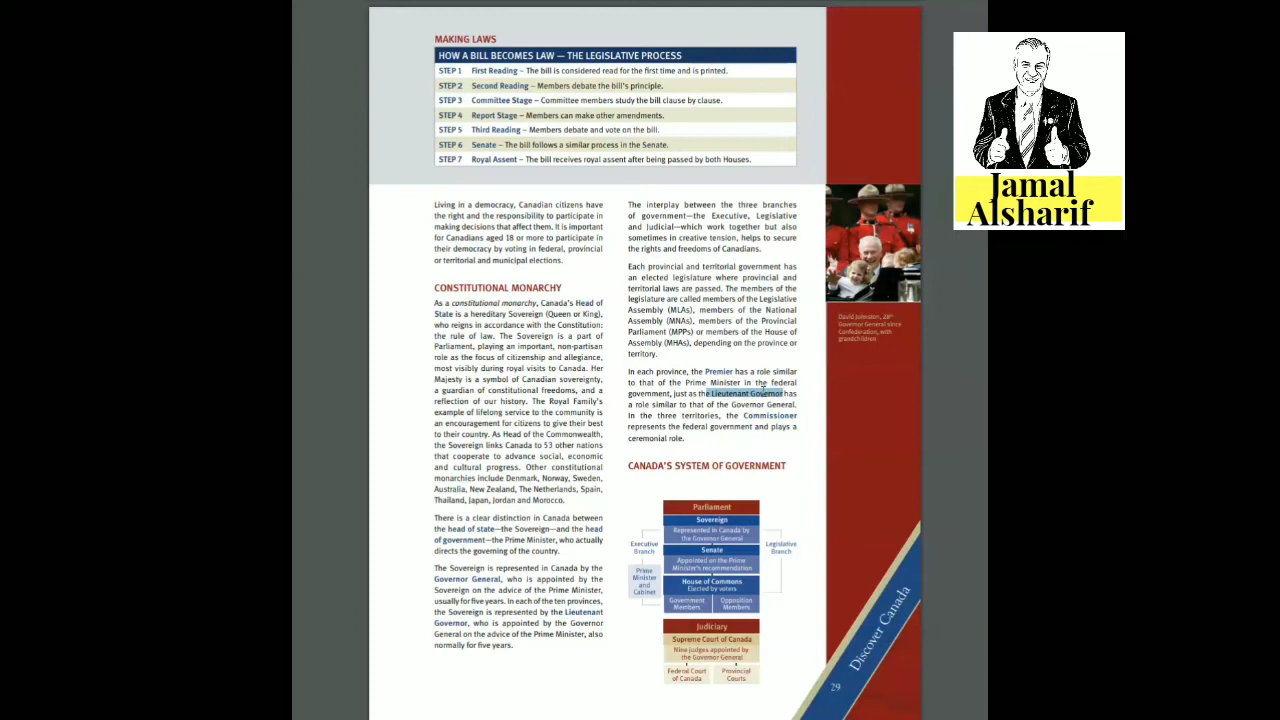 MAKING LAWS
HOW A BILL BECOMES LAW — THE LEGISLATIVE PROCESS
STEP 1 First Reading – The bill is considered read for the first time and is printed.
STEP 2 Second Reading – Members debate the bill's principle.
STEP 3 Committee Stage – Committee members study the bill clause by clause.
STEP 4 Report Stage – Members can make other amendments.
STEP 5 Third Reading – Members debate and vote on the bill.
STEP 6 Senate – The bill follows a similar process in the Senate.
STEP 7 Royal Assent – The bill receives royal assent after being passed by both Houses.
Living in a democracy, Canadian citizens have
the right and the responsibility to participate in
making decisions that affect them. It is important
for Canadians aged 18 or more to participate in
their democracy by voting in federal, provincial
or territorial and municipal elections.
CONSTITUTIONAL MONARCHY
As a constitutional monarchy, Canada's Head of
State is a hereditary Sovereign (Queen or King),
who reigns in accordance with the Constitution:
the rule of law. The Sovereign is a part of
Parliament, playing an important, non-partisan
role as the focus of citizenship and allegiance,
most visibly during royal visits to Canada. Her
Majesty is a symbol of Canadian sovereignty,
a guardian of constitutional freedoms, and a
reflection of our history. The Royal Family's
example of lifelong service to the community is
an encouragement for citizens to give their best
to their country. As Head of the Commonwealth,
the Sovereign links Canada to 53 other nations
that cooperate to advance social, economic
and cultural progress. Other constitutional
monarchies include Denmark, Norway, Sweden,
Australia, New Zealand, The Netherlands, Spain,
Thailand, Japan, Jordan and Morocco.
There is a clear distinction in Canada between
the head of state—the Sovereign—and the head
of government—the Prime Minister, who actually
directs the governing of the country.
The Sovereign is represented in Canada by the
Governor General, who is appointed by the
Sovereign on the advice of the Prime Minister,
usually for five years. In each of the ten provinces,
the Sovereign is represented by the Lieutenant
Governor, who is appointed by the Governor
General on the advice of the Prime Minister, also
normally for five years.
The interplay between the three branches
of government—the Executive, Legislative
and Judicial—which work together but also
sometimes in creative tension, helps to secure
the rights and freedoms of Canadians.
Each provincial and territorial government has
an elected legislature where provincial and
territorial laws are passed. The members of the
legislature are called members of the Legislative
Assembly (MLAs), members of the National
Assembly (MNAs), members of the Provincial
Parliament (MPPs) or members of the House of
Assembly (MHAs), depending on the province or
territory.
In each province, the Premier has a role similar
to that of the Prime Minister in the federal
government, just as the Lieutenant Governor has
a role similar to that of the Governor General.
In the three territories, the Commissioner
represents the federal government and plays a
ceremonial role.
CANADA'S SYSTEM OF GOVERNMENT
Parliament
Sovereign
Represented in Canada by
the Governor General
Executive
Branch
Legislative
Branch
Senate
Appointed on the Prime
Minister's recommendation
Prime
Minister
and
Cabinet
House of Commons
Elected by voters
Government
Members
Opposition
Members
Judiciary
Supreme Court of Canada
Nine judges appointed by
the Governor General
Federal Court
of Canada
Provincial
Courts
David Johnston, 28th
Governor General since
Confederation, with
grandchildren
Discover Canada
29
Jamal
Alsharif